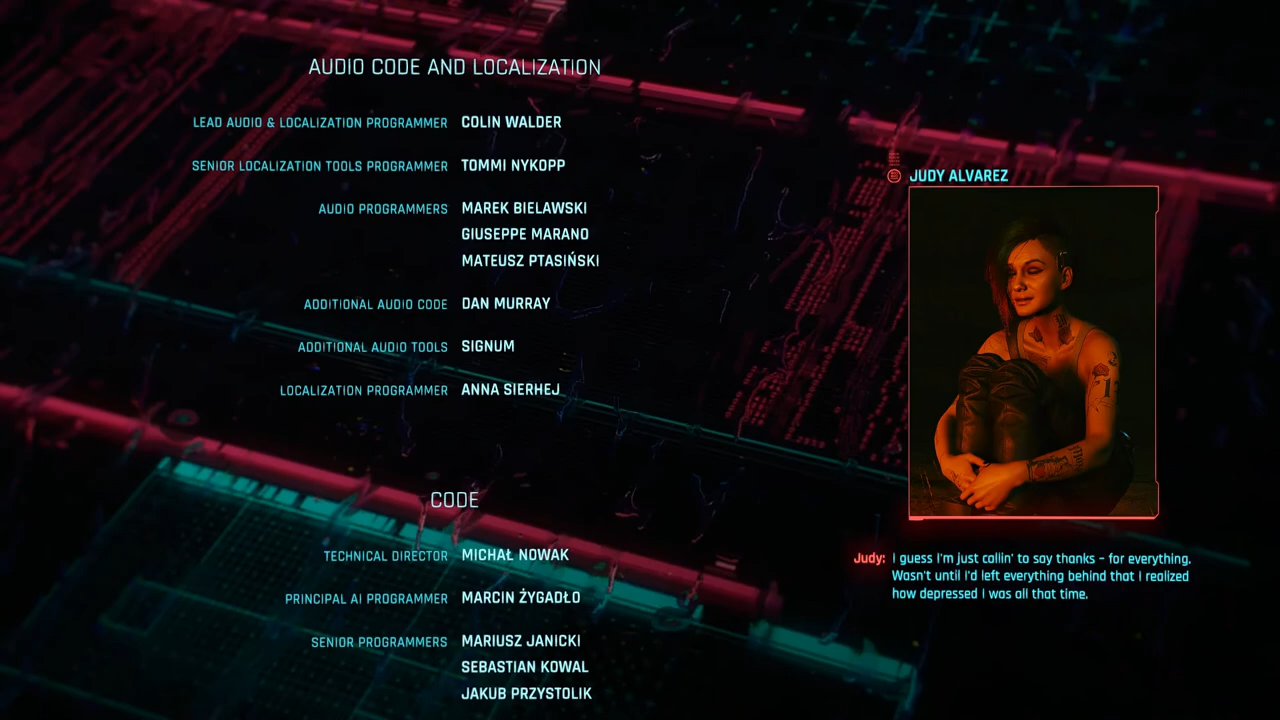 AUDIO CODE AND LOCALIZATION
LEAD AUDIO & LOCALIZATION PROGRAMMER COLIN WALDER
SENIOR LOCALIZATION TOOLS PROGRAMMER TOMMI NYKOPP
AUDIO PROGRAMMERS MAREK BIELAWSKI
GIUSEPPE MARANO
MATEUSZ PTASIŃSKI
ADDITIONAL AUDIO CODE DAN MURRAY
ADDITIONAL AUDIO TOOLS SIGNUM
LOCALIZATION PROGRAMMER ANNA SIERHEJ
CODE
TECHNICAL DIRECTOR MICHAŁ NOWAK
PRINCIPAL AI PROGRAMMER MARCIN ŻYGADŁO
SENIOR PROGRAMMERS MARIUSZ JANICKI
SEBASTIAN KOWAL
JAKUB PRZYSTOLIK
JUDY ALVAREZ
Judy: I guess I'm just callin' to say thanks – for everything.
Wasn't until I'd left everything behind that I realized
how depressed I was all that time.